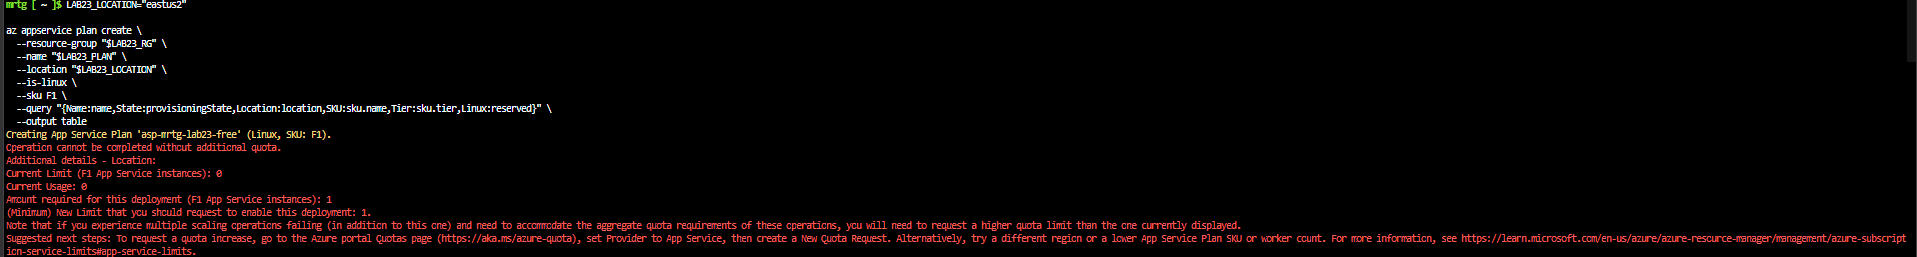 mrtg [ ~ ]$ LAB23_LOCATION="eastus2"

az appservice plan create \
  --resource-group "$LAB23_RG" \
  --name "$LAB23_PLAN" \
  --location "$LAB23_LOCATION" \
  --is-linux \
  --sku F1 \
  --query "{Name:name,State:provisioningState,Location:location,SKU:sku.name,Tier:sku.tier,Linux:reserved}" \
  --output table
Creating App Service Plan 'asp-mrtg-lab23-free' (Linux, SKU: F1).
Operation cannot be completed without additional quota.
Additional details - Location:
Current Limit (F1 App Service instances): 0
Current Usage: 0
Amount required for this deployment (F1 App Service instances): 1
(Minimum) New Limit that you should request to enable this deployment: 1.
Note that if you experience multiple scaling operations failing (in addition to this one) and need to accommodate the aggregate quota requirements of these operations, you will need to request a higher quota limit than the one currently displayed.
Suggested next steps: To request a quota increase, go to the Azure portal Quotas page (https://aka.ms/azure-quota), set Provider to App Service, then create a New Quota Request. Alternatively, try a different region or a lower App Service Plan SKU or worker count. For more information, see https://learn.microsoft.com/en-us/azure/azure-resource-manager/management/azure-subscript
ion-service-limits#app-service-limits.